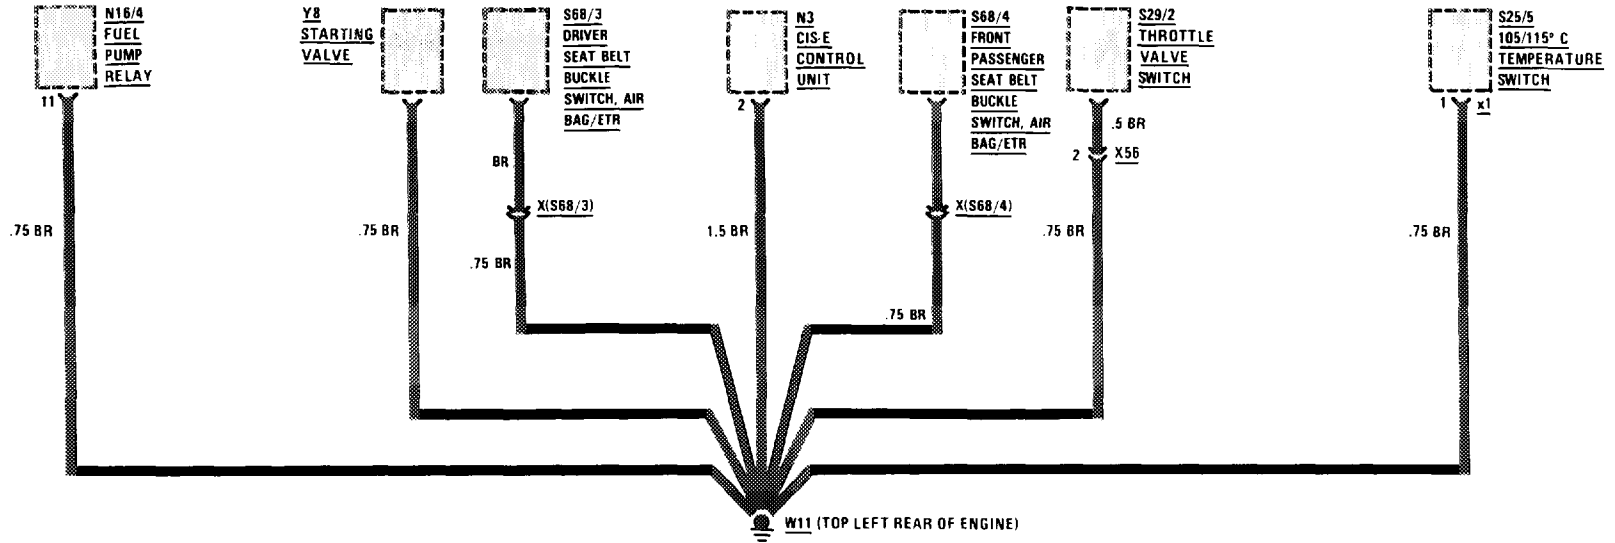 N16/4
FUEL
PUMP
RELAY
11
.75 BR
Y8
STARTING
VALVE
.75 BR
S68/3
DRIVER
SEAT BELT
BUCKLE
SWITCH, AIR
BAG/ETR
BR
X(S68/3)
.75 BR
N3
CIS-E
CONTROL
UNIT
2
1.5 BR
S68/4
FRONT
PASSENGER
SEAT BELT
BUCKLE
SWITCH, AIR
BAG/ETR
X(S68/4)
.75 BR
S29/2
THROTTLE
VALVE
SWITCH
.5 BR
2 X56
.75 BR
S25/5
105/115° C
TEMPERATURE
SWITCH
1 x1
.75 BR
W11 (TOP LEFT REAR OF ENGINE)